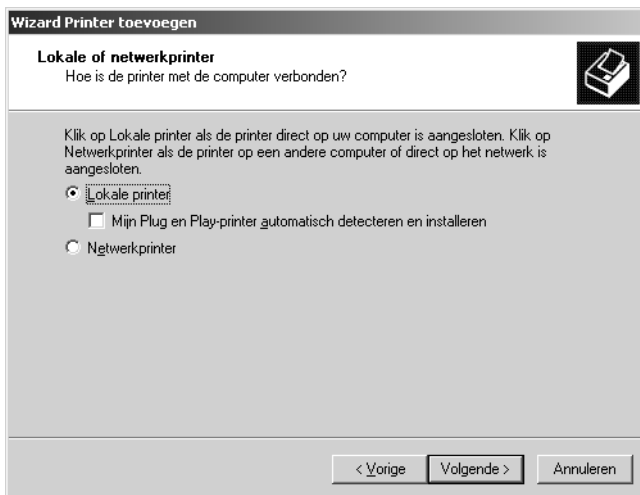 Wizard Printer toevoegen
Lokale of netwerkprinter
Hoe is de printer met de computer verbonden?
Klik op Lokale printer als de printer direct op uw computer is aangesloten. Klik op
Netwerkprinter als de printer op een andere computer of direct op het netwerk is
aangesloten.
Lokale printer
Mijn Plug en Play-printer automatisch detecteren en installeren
Netwerkprinter
< Vorige Volgende > Annuleren